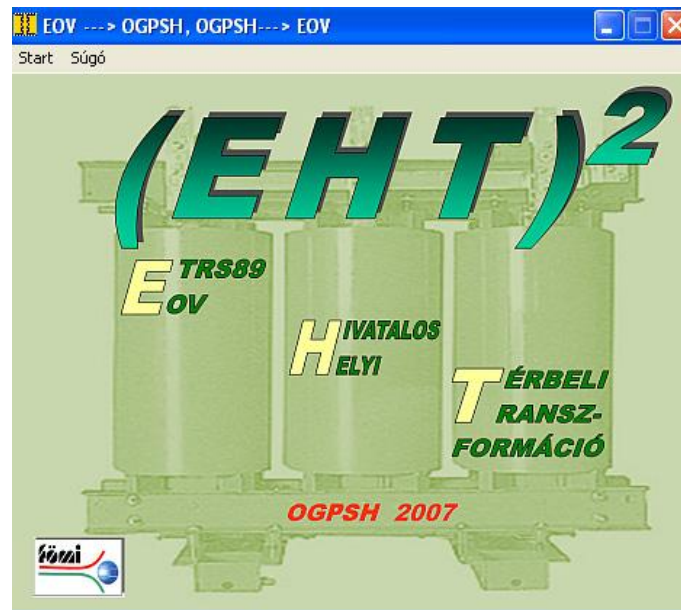 EOV ---> OGPSH, OGPSH---> EOV
Start Súgó
(EHT)2
ETRS89
EOV
HIVATALOS
HELYI
TÉRBELI
TRANSZ-
FORMÁCIÓ
OGPSH 2007
fömi